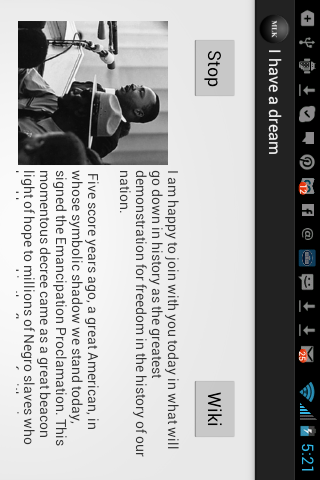 5:21
12
25
MLK
I have a dream
Stop
Wiki
I am happy to join with you today in what will
go down in history as the greatest
demonstration for freedom in the history of our
nation.
Five score years ago, a great American, in
whose symbolic shadow we stand today,
signed the Emancipation Proclamation. This
momentous decree came as a great beacon
light of hope to millions of Negro slaves who